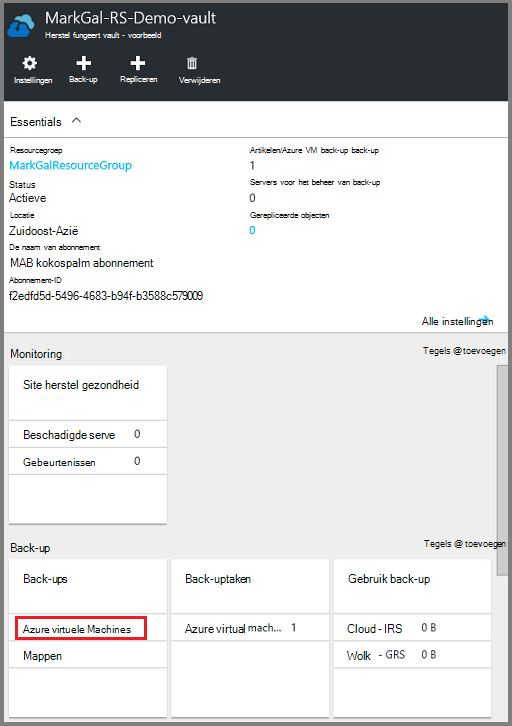 MarkGal-RS-Demo-vault
Herstel fungeert vault - voorbeeld
Instellingen Back-up Repliceren Verwijderen
Essentials
Resourcegroep
MarkGalResourceGroup
Artikelen/Azure VM back-up back-up
1
Status
Actieve
Servers voor het beheer van back-up
0
Locatie
Zuidoost-Azië
Gerepliceerde objecten
0
De naam van abonnement
MAB kokospalm abonnement
Abonnement-ID
f2edfd5d-5496-4683-b94f-b3588c579009
Alle instellingen
Monitoring
Tegels @ toevoegen
Site herstel gezondheid
Beschadigde serve 0
Gebeurtenissen 0
Back-up
Tegels @ toevoegen
Back-ups
Azure virtuele Machines
Mappen
Back-uptaken
Azure virtual mach... 1
Gebruik back-up
Cloud - IRS 0 B
Wolk - GRS 0 B